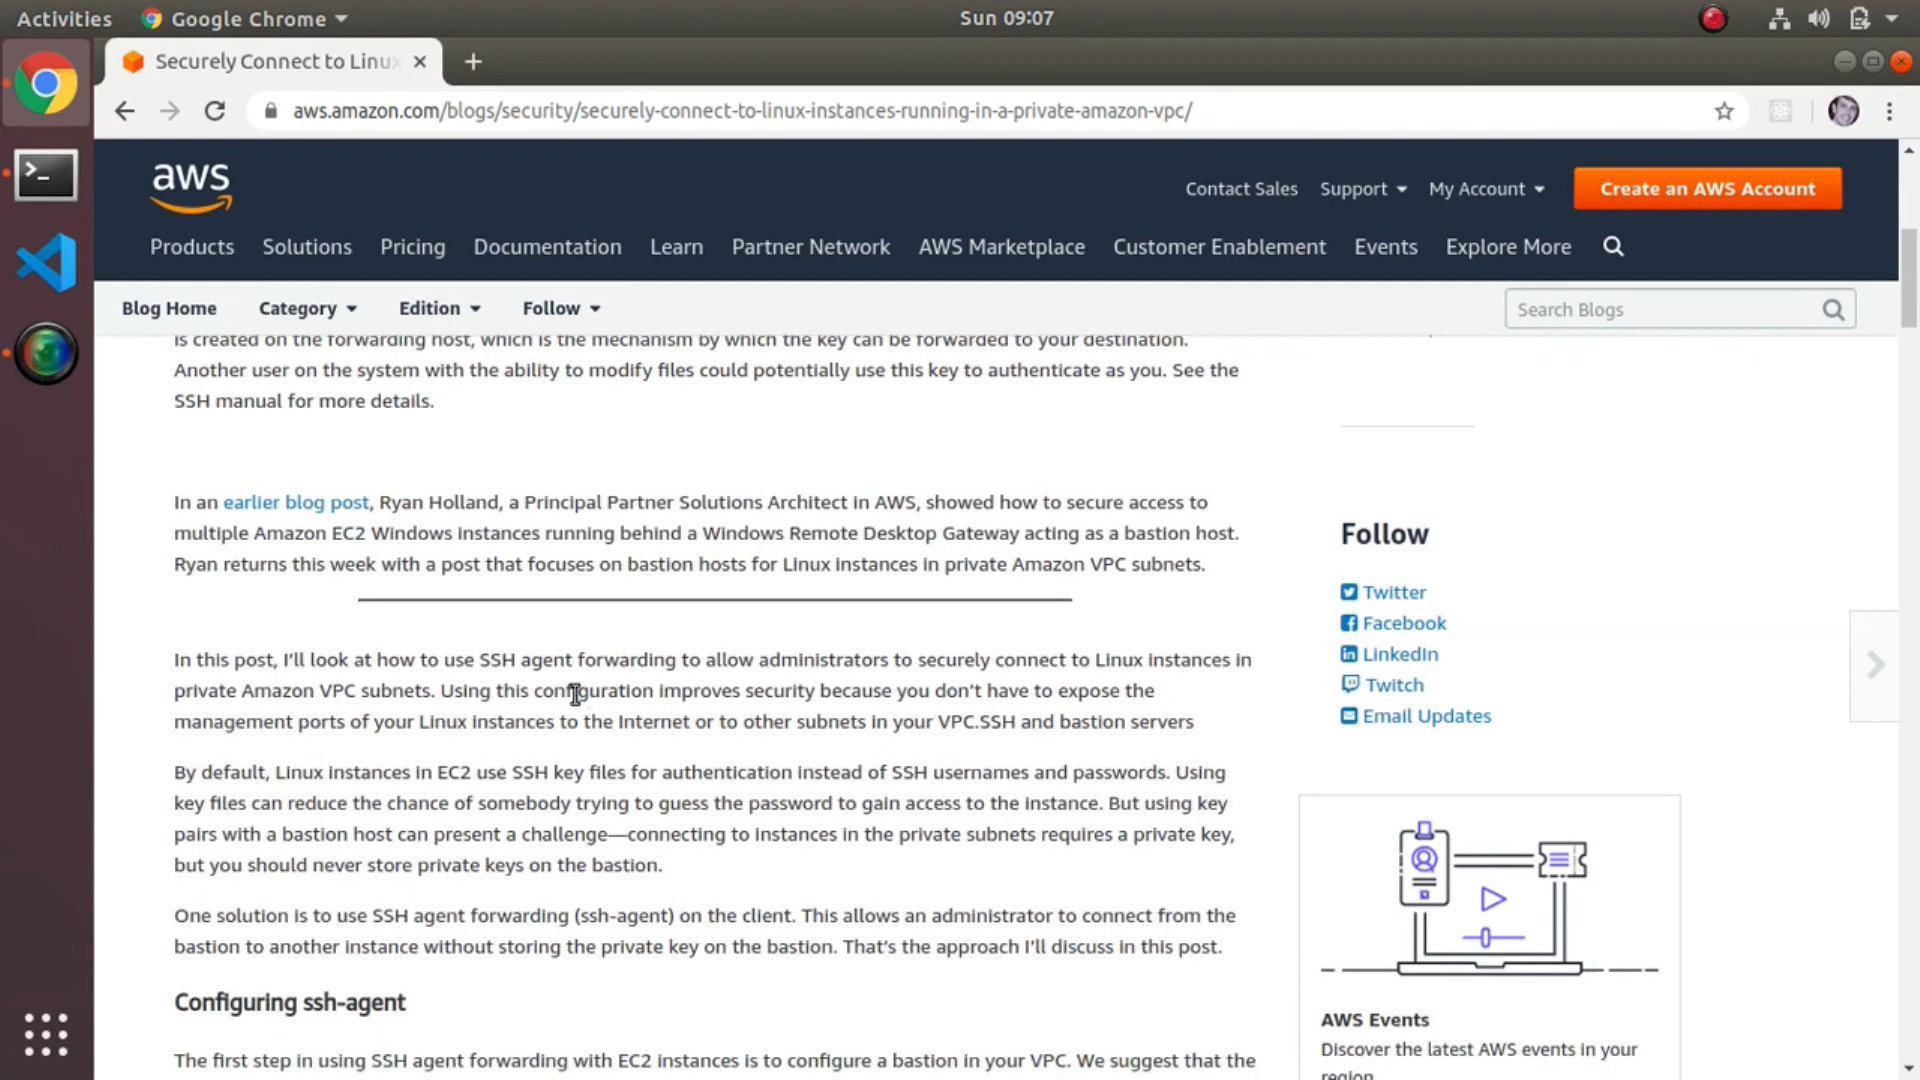 Activities Google Chrome Sun 09:07
Securely Connect to Linux
aws.amazon.com/blogs/security/securely-connect-to-linux-instances-running-in-a-private-amazon-vpc/
aws Contact Sales Support My Account Create an AWS Account
Products Solutions Pricing Documentation Learn Partner Network AWS Marketplace Customer Enablement Events Explore More
Blog Home Category Edition Follow Search Blogs
is created on the forwarding host, which is the mechanism by which the key can be forwarded to your destination.
Another user on the system with the ability to modify files could potentially use this key to authenticate as you. See the
SSH manual for more details.
In an earlier blog post, Ryan Holland, a Principal Partner Solutions Architect in AWS, showed how to secure access to
multiple Amazon EC2 Windows instances running behind a Windows Remote Desktop Gateway acting as a bastion host.
Ryan returns this week with a post that focuses on bastion hosts for Linux instances in private Amazon VPC subnets.
In this post, I'll look at how to use SSH agent forwarding to allow administrators to securely connect to Linux instances in
private Amazon VPC subnets. Using this configuration improves security because you don't have to expose the
management ports of your Linux instances to the Internet or to other subnets in your VPC.SSH and bastion servers
By default, Linux instances in EC2 use SSH key files for authentication instead of SSH usernames and passwords. Using
key files can reduce the chance of somebody trying to guess the password to gain access to the instance. But using key
pairs with a bastion host can present a challenge—connecting to instances in the private subnets requires a private key,
but you should never store private keys on the bastion.
One solution is to use SSH agent forwarding (ssh-agent) on the client. This allows an administrator to connect from the
bastion to another instance without storing the private key on the bastion. That's the approach I'll discuss in this post.
Configuring ssh-agent
The first step in using SSH agent forwarding with EC2 instances is to configure a bastion in your VPC. We suggest that the
Follow
Twitter
Facebook
LinkedIn
Twitch
Email Updates
AWS Events
Discover the latest AWS events in your
region